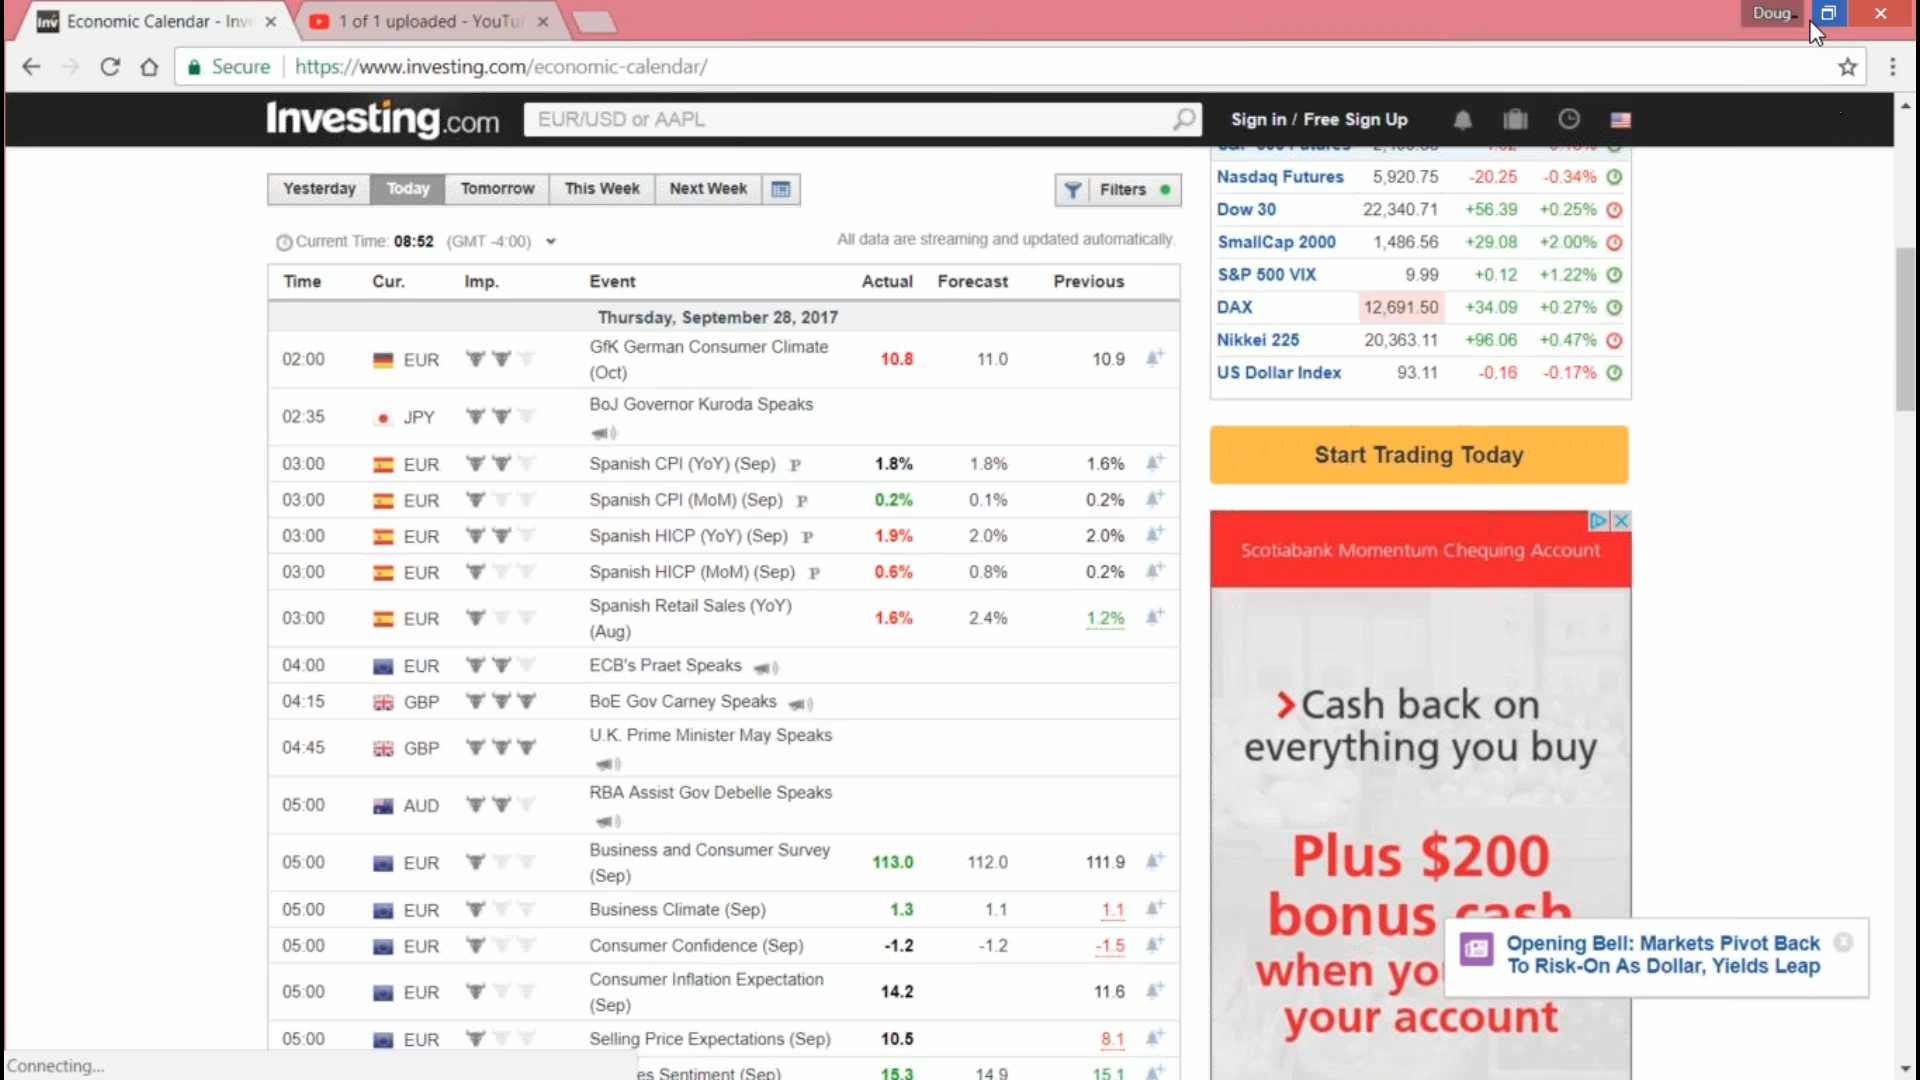 Economic Calendar - Inv
1 of 1 uploaded - YouTu
Doug
Secure https://www.investing.com/economic-calendar/
Investing.com
EUR/USD or AAPL
Sign in / Free Sign Up
Yesterday Today Tomorrow This Week Next Week
Filters
Current Time: 08:52 (GMT -4:00)
All data are streaming and updated automatically.
Time Cur. Imp. Event Actual Forecast Previous
Thursday, September 28, 2017
02:00 EUR GfK German Consumer Climate (Oct) 10.8 11.0 10.9
02:35 JPY BoJ Governor Kuroda Speaks
03:00 EUR Spanish CPI (YoY) (Sep) P 1.8% 1.8% 1.6%
03:00 EUR Spanish CPI (MoM) (Sep) P 0.2% 0.1% 0.2%
03:00 EUR Spanish HICP (YoY) (Sep) P 1.9% 2.0% 2.0%
03:00 EUR Spanish HICP (MoM) (Sep) P 0.6% 0.8% 0.2%
03:00 EUR Spanish Retail Sales (YoY) (Aug) 1.6% 2.4% 1.2%
04:00 EUR ECB's Praet Speaks
04:15 GBP BoE Gov Carney Speaks
04:45 GBP U.K. Prime Minister May Speaks
05:00 AUD RBA Assist Gov Debelle Speaks
05:00 EUR Business and Consumer Survey (Sep) 113.0 112.0 111.9
05:00 EUR Business Climate (Sep) 1.3 1.1 1.1
05:00 EUR Consumer Confidence (Sep) -1.2 -1.2 -1.5
05:00 EUR Consumer Inflation Expectation (Sep) 14.2 11.6
05:00 EUR Selling Price Expectations (Sep) 10.5 8.1
es Sentiment (Sep) 15.3 14.9 15.1
Connecting...
Nasdaq Futures 5,920.75 -20.25 -0.34%
Dow 30 22,340.71 +56.39 +0.25%
SmallCap 2000 1,486.56 +29.08 +2.00%
S&P 500 VIX 9.99 +0.12 +1.22%
DAX 12,691.50 +34.09 +0.27%
Nikkei 225 20,363.11 +96.06 +0.47%
US Dollar Index 93.11 -0.16 -0.17%
Start Trading Today
Scotiabank Momentum Chequing Account
Cash back on
everything you buy
Plus $200
bonus cash
when yo
your account
Opening Bell: Markets Pivot Back
To Risk-On As Dollar, Yields Leap